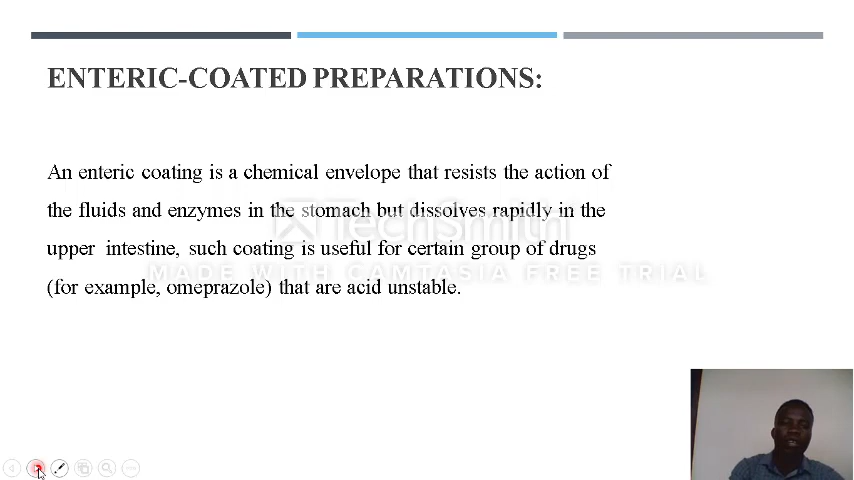 ENTERIC-COATED PREPARATIONS:
An enteric coating is a chemical envelope that resists the action of
the fluids and enzymes in the stomach but dissolves rapidly in the
upper intestine, such coating is useful for certain group of drugs
(for example, omeprazole) that are acid unstable.
TechSmith
MADE WITH CAMTASIA FREE TRIAL